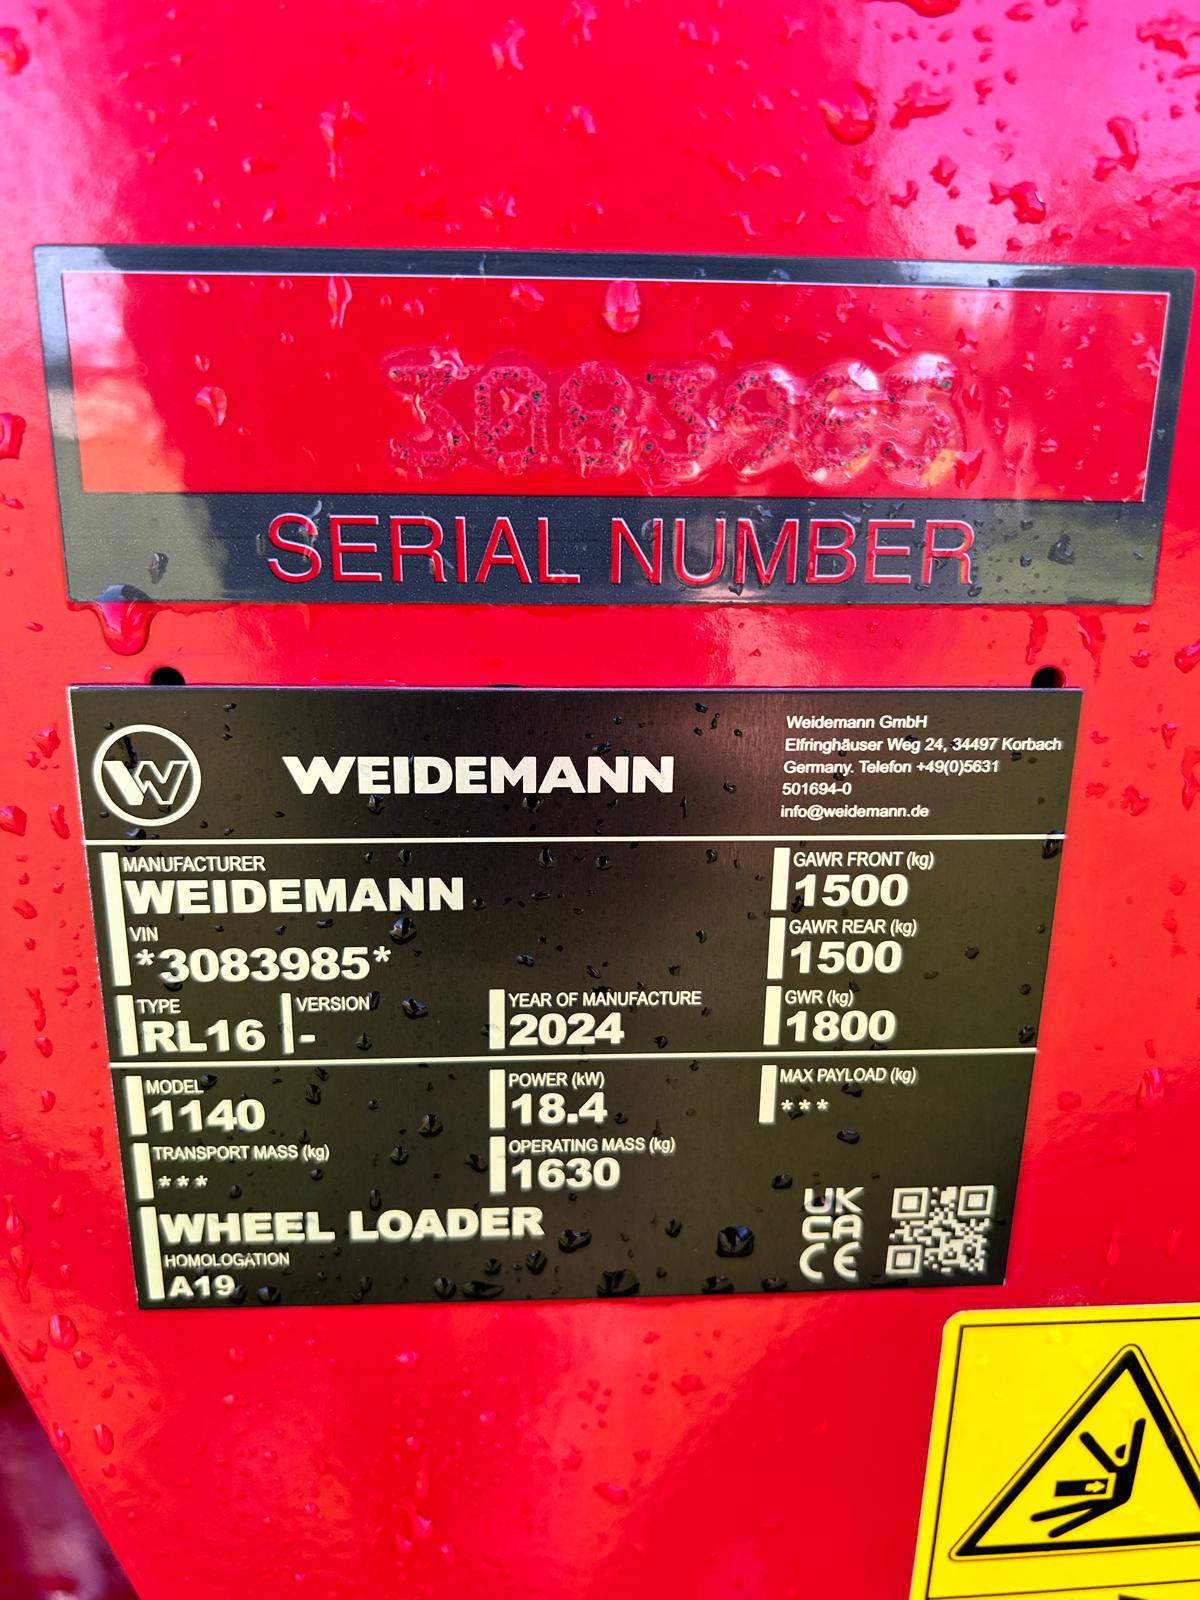 3083965
SERIAL NUMBER
WEIDEMANN
Weidemann GmbH
Elfringhäuser Weg 24, 34497 Korbach
Germany. Telefon +49(0)5631
501694-0
info@weidemann.de
MANUFACTURER
WEIDEMANN
VIN
*3083985*
TYPE
RL16
VERSION
-
YEAR OF MANUFACTURE
2024
GAWR FRONT (kg)
1500
GAWR REAR (kg)
1500
GWR (kg)
1800
MODEL
1140
POWER (kW)
18.4
MAX PAYLOAD (kg)
***
TRANSPORT MASS (kg)
***
OPERATING MASS (kg)
1630
WHEEL LOADER
HOMOLOGATION
A19
UK
CA
CE